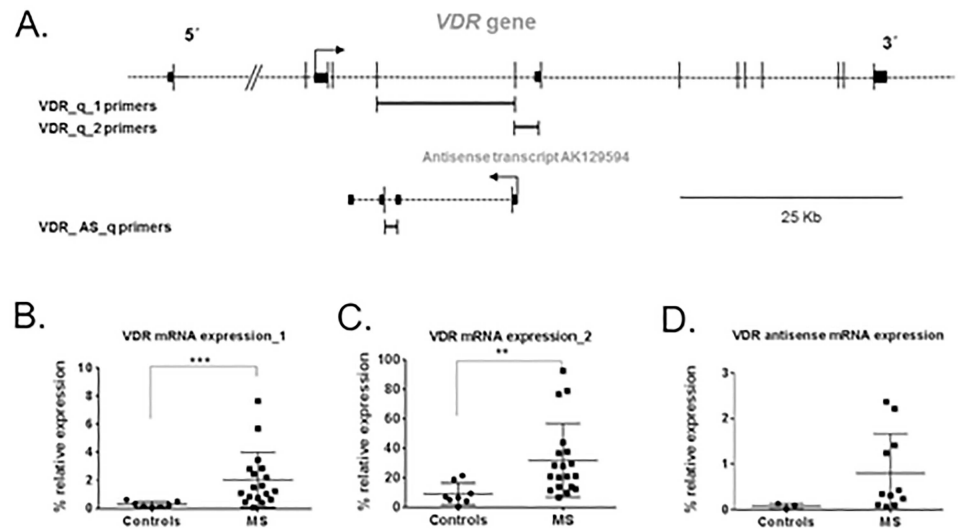 A.
VDR gene
5´
3´
VDR_q_1 primers
VDR_q_2 primers
Antisense transcript AK129594
25 Kb
VDR_ AS_q primers
B.
VDR mRNA expression_1
***
% relative expression
10
8
6
4
2
0
Controls
MS
C.
VDR mRNA expression_2
**
% relative expression
100
80
60
40
20
0
Controls
MS
D.
VDR antisense mRNA expression
% relative expression
3
2
1
0
Controls
MS